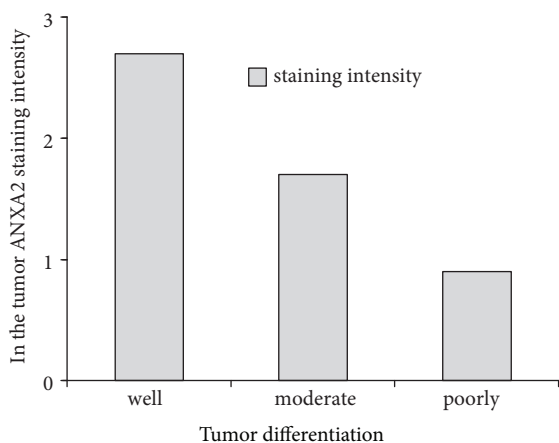 In the tumor ANXA2 staining intensity
3
2
1
0
staining intensity
well
moderate
poorly
Tumor differentiation